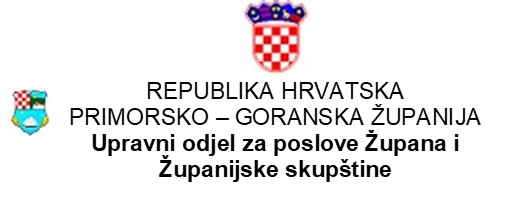 REPUBLIKA HRVATSKA
PRIMORSKO – GORANSKA ŽUPANIJA
Upravni odjel za poslove Župana i
Županijske skupštine